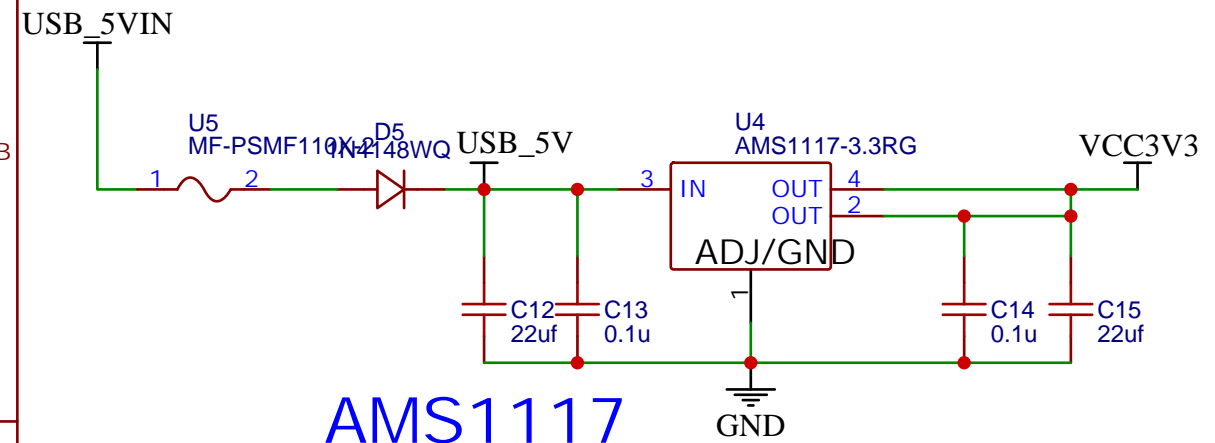 USB_5VIN
B
U5
MF-PSMF110X-2
D5
1N4148WQ
USB_5V
1
2
U4
AMS1117-3.3RG
VCC3V3
3
IN
OUT
4
OUT
2
ADJ/GND
1
C12
22uf
C13
0.1u
C14
0.1u
C15
22uf
AMS1117
GND